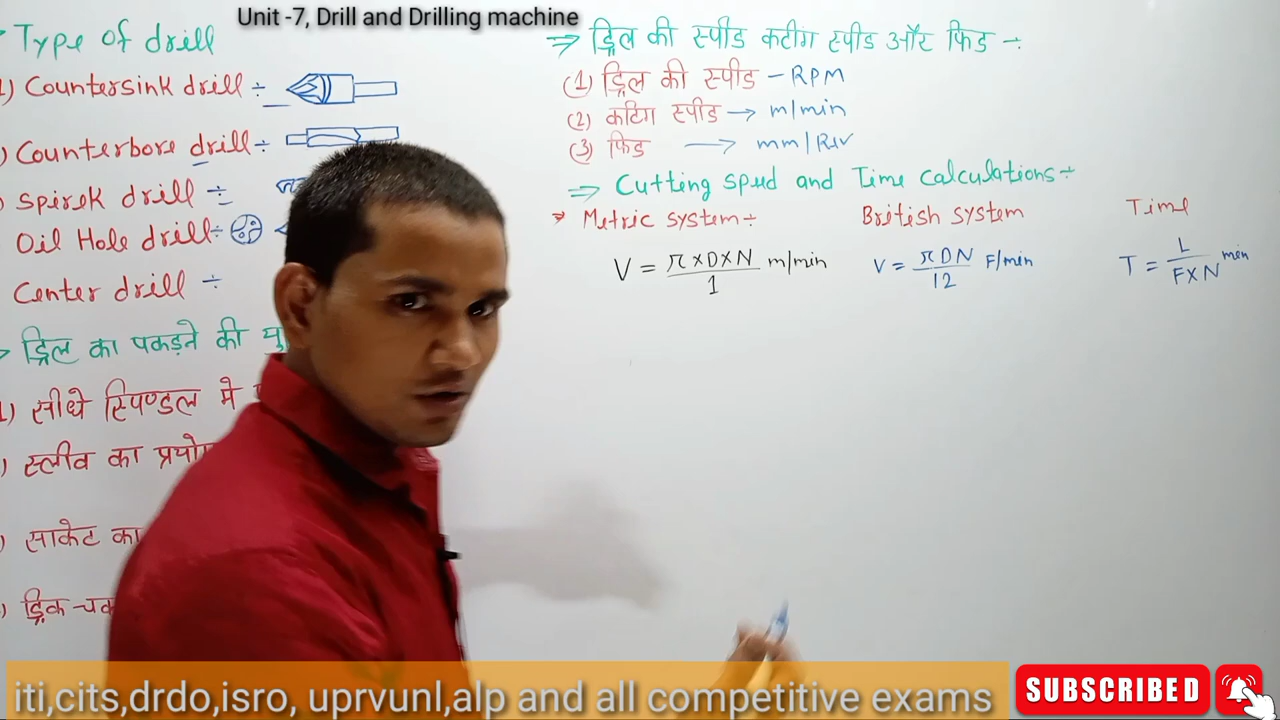 Unit -7, Drill and Drilling machine
Type of drill
1) Countersink drill ÷
) Counterbore drill ÷
) Spirek drill ÷
Oil Hole drill ÷
Center drill ÷
ड्रिल का पकड़ने की
1) सीधे स्पिण्डल मे
) स्लीव का प्रयो
) साकेट का
⇒ ड्रिल की स्पीड कटींग स्पीड और फिड ÷
(1) ड्रिल की स्पीड - RPM
(2) कटिग स्पीड → m/min
(3) फिड → mm/Rev
⇒ Cutting speed and Time calculations ÷
Metric system ÷ British system Time
V = π×D×N/1 m/min V = πDN/12 F/min T = L/F×N min
iti,cits,drdo,isro, uprvunl,alp and all competitive exams
SUBSCRIBED